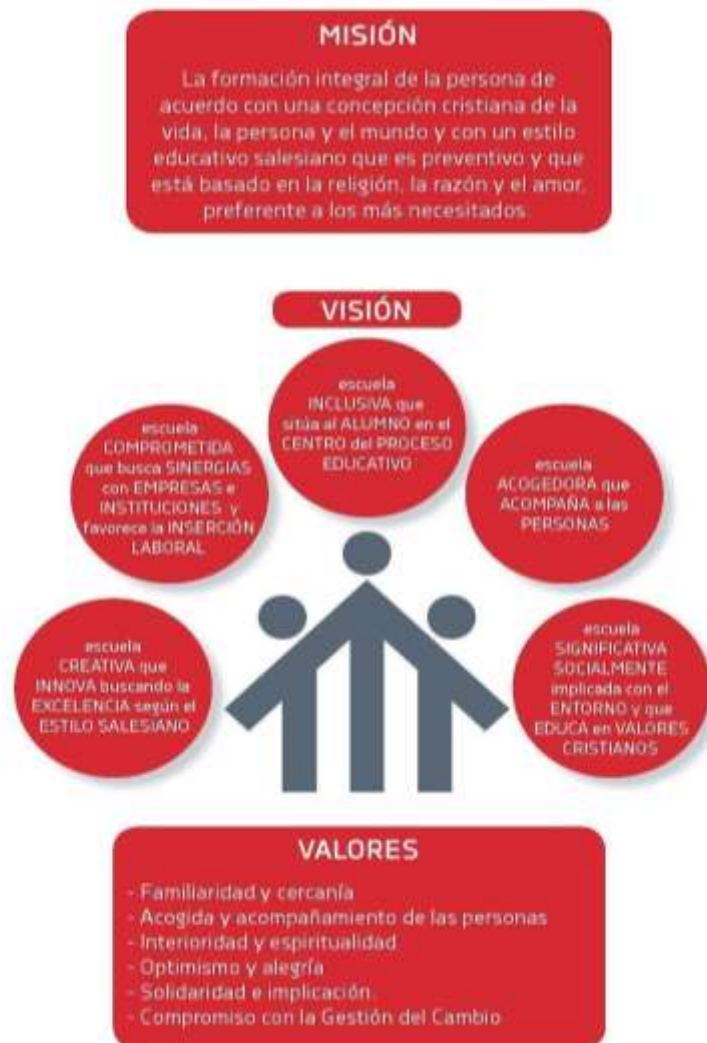 MISIÓN
La formación integral de la persona de
acuerdo con una concepción cristiana de la
vida, la persona y el mundo y con un estilo
educativo salesiano que es preventivo y que
está basado en la religión, la razón y el amor,
preferente a los más necesitados.
VISIÓN
escuela
INCLUSIVA que
sitúa al ALUMNO en el
CENTRO del PROCESO
EDUCATIVO
escuela
COMPROMETIDA
que busca SINERGIAS
con EMPRESAS e
INSTITUCIONES y
favorece la INSERCIÓN
LABORAL
escuela
ACOGEDORA que
ACOMPAÑA a las
PERSONAS
escuela
CREATIVA que
INNOVA buscando la
EXCELENCIA según el
ESTILO SALESIANO
escuela
SIGNIFICATIVA
SOCIALMENTE
implicada con el
ENTORNO y que
EDUCA en VALORES
CRISTIANOS
VALORES
- Familiaridad y cercanía
- Acogida y acompañamiento de las personas
- Interioridad y espiritualidad
- Optimismo y alegría
- Solidaridad e implicación.
- Compromiso con la Gestión del Cambio